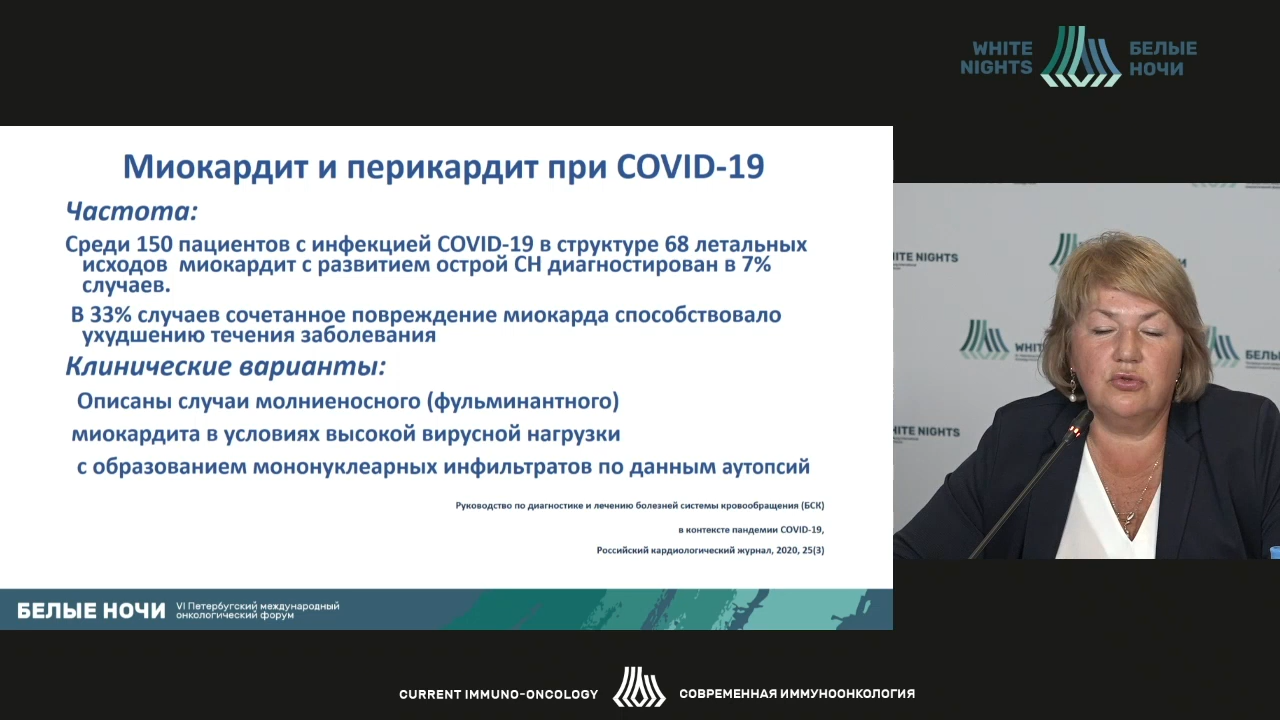 WHITE
NIGHTS
БЕЛЫЕ
НОЧИ
Миокардит и перикардит при COVID-19
Частота:
Среди 150 пациентов с инфекцией COVID-19 в структуре 68 летальных
исходов миокардит с развитием острой СН диагностирован в 7%
случаев.
В 33% случаев сочетанное повреждение миокарда способствовало
ухудшению течения заболевания
Клинические варианты:
Описаны случаи молниеносного (фульминантного)
миокардита в условиях высокой вирусной нагрузки
с образованием мононуклеарных инфильтратов по данным аутопсий
Руководство по диагностике и лечению болезней системы кровообращения (БСК)
в контексте пандемии COVID-19,
Российский кардиологический журнал, 2020, 25(3)
БЕЛЫЕ НОЧИ
VI Петербургский международный
онкологический форум
NIGHTS
БЕЛЫЕ
NIGHTS
CURRENT IMMUNO-ONCOLOGY
СОВРЕМЕННАЯ ИММУНООНКОЛОГИЯ